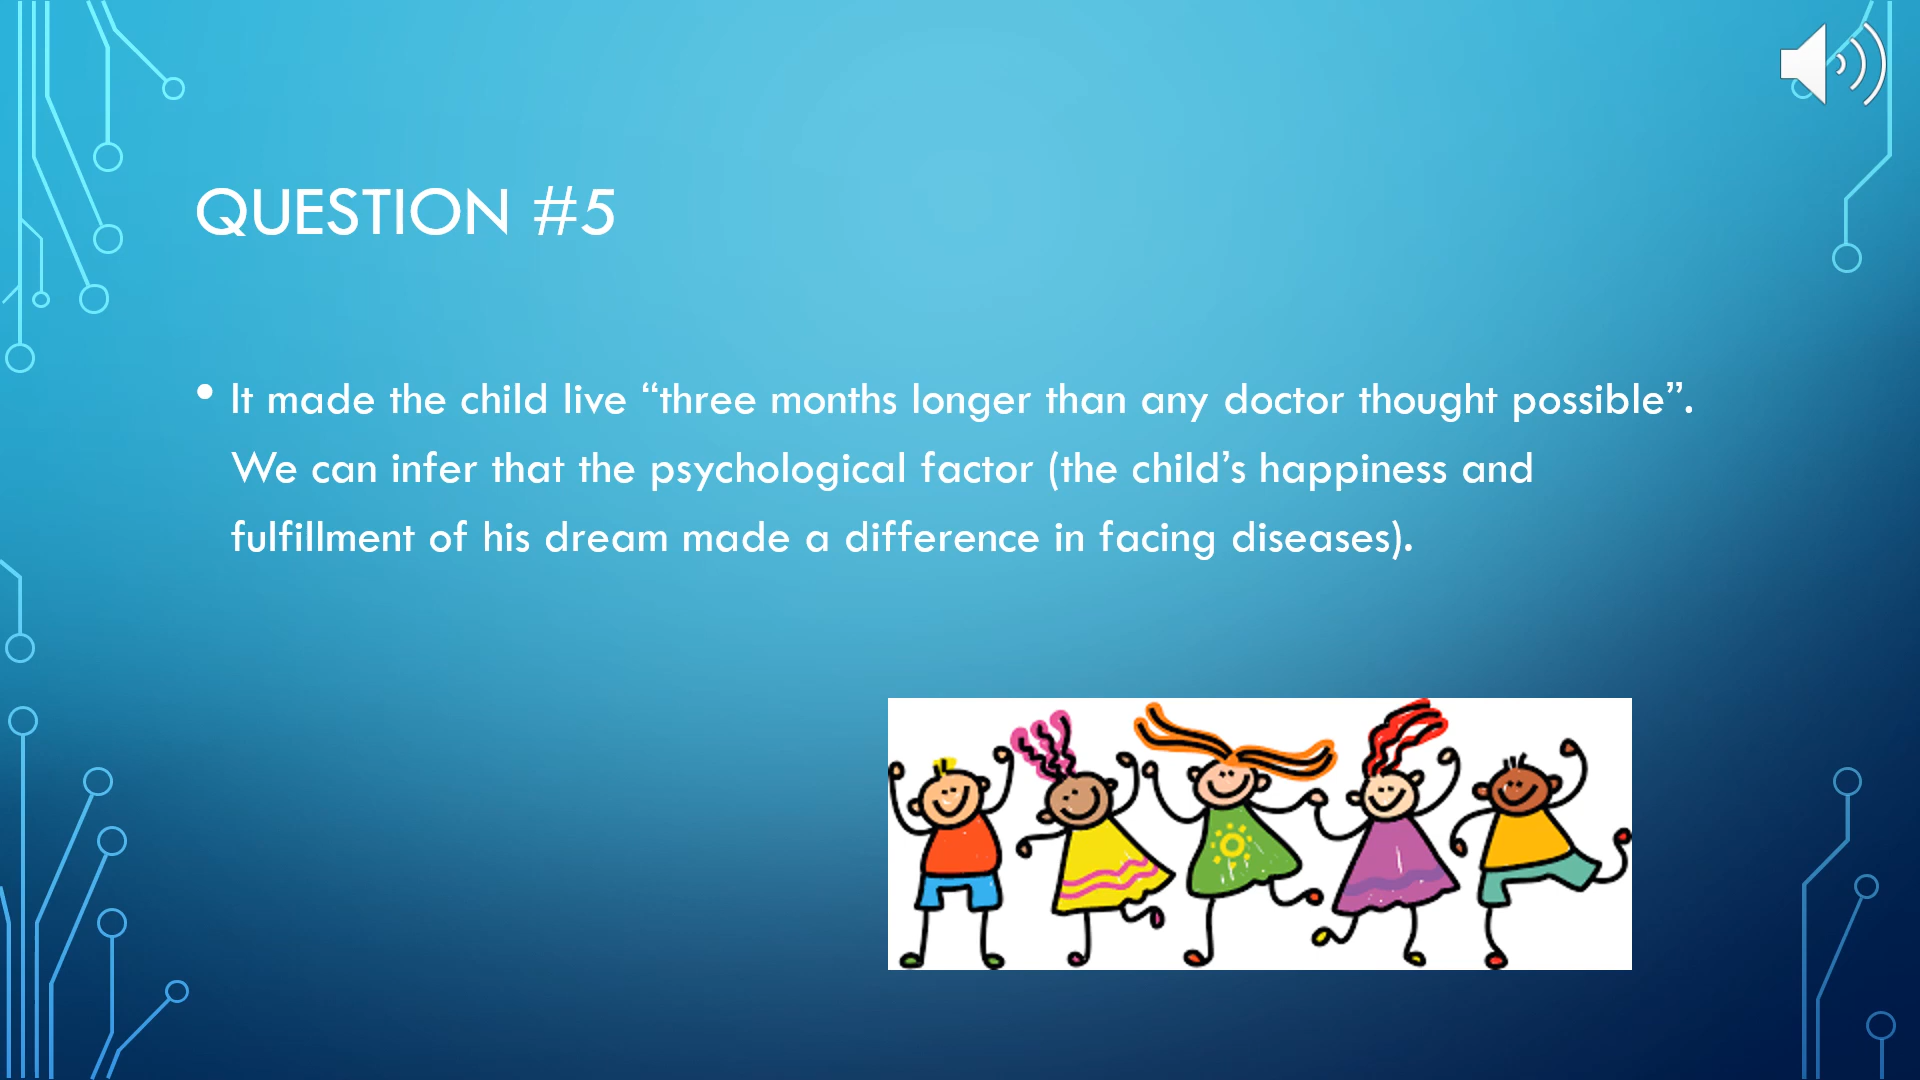 QUESTION #5
• It made the child live “three months longer than any doctor thought possible”.
We can infer that the psychological factor (the child’s happiness and
fulfillment of his dream made a difference in facing diseases).